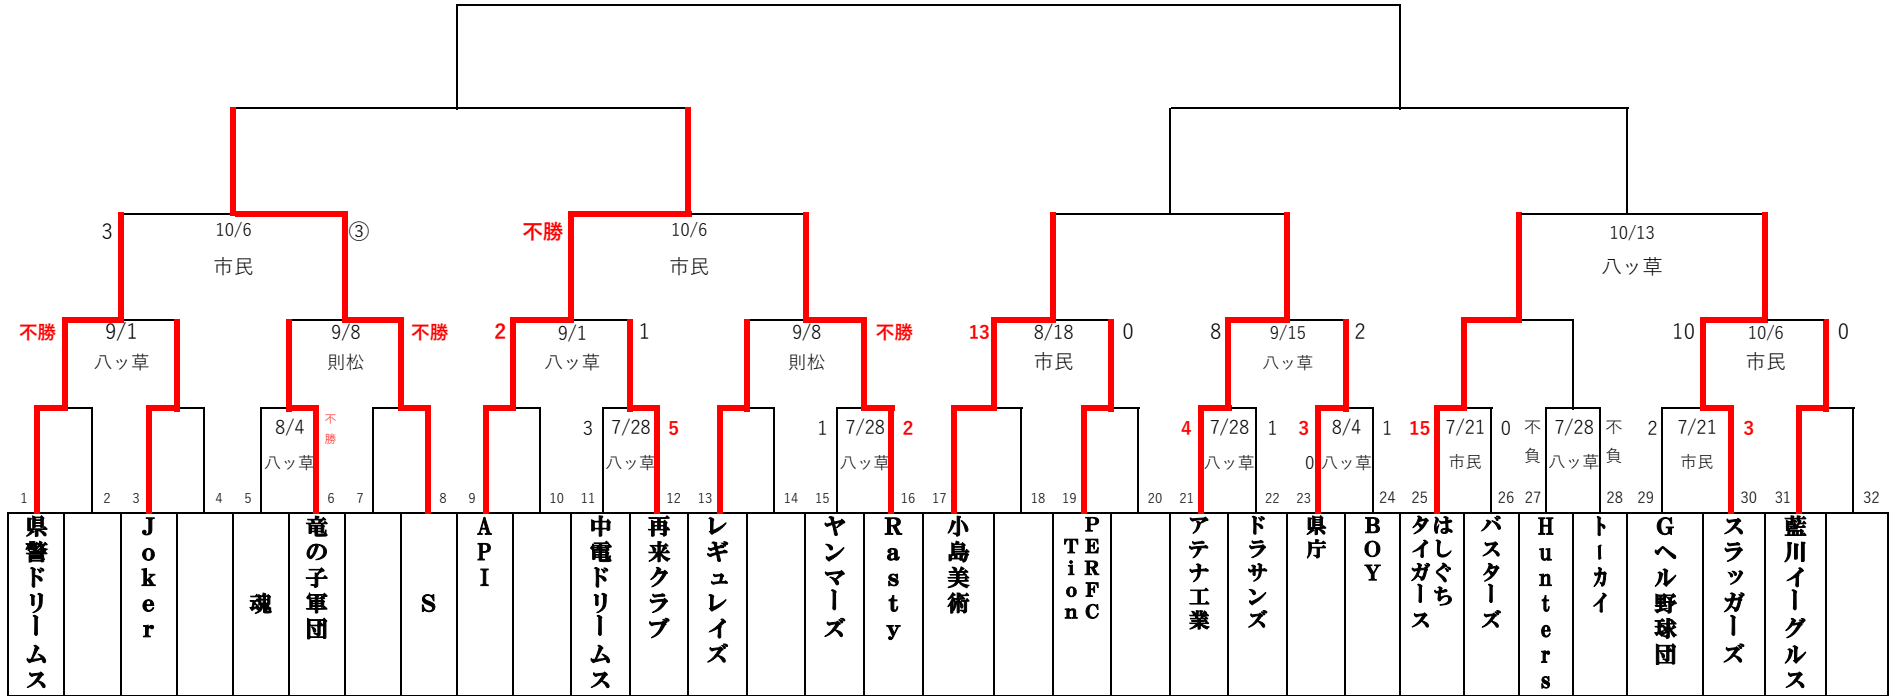 3
10/6
③
市民
不勝
10/6
市民
10/13
八ッ草
不勝
9/1
八ッ草
9/8
則松
不勝
2
9/1
1
八ッ草
9/8
則松
不勝
13
8/18
0
市民
8
9/15
2
八ッ草
10
10/6
0
市民
8/4
不勝
八ッ草
3
7/28
5
八ッ草
1
7/28
2
八ッ草
4
7/28
1
八ッ草
3
8/4
1
0
八ッ草
15
7/21
0
市民
不負
7/28
不負
八ッ草
2
7/21
3
市民
1 2 3 4 5 6 7 8 9 10 11 12 13 14 15 16 17 18 19 20 21 22 23 24 25 26 27 28 29 30 31 32
県警ドリームス
Joker
魂
竜の子軍団
S
API
中電ドリームス
再来クラブ
レギュレイズ
ヤンマーズ
Rasty
小島美術
PERFC
Tion
アテナ工業
ドラサンズ
県庁
BOY
はしぐち
タイガース
バスターズ
Hunters
トーカイ
Gヘル野球団
スラッガーズ
藍川イーグルス